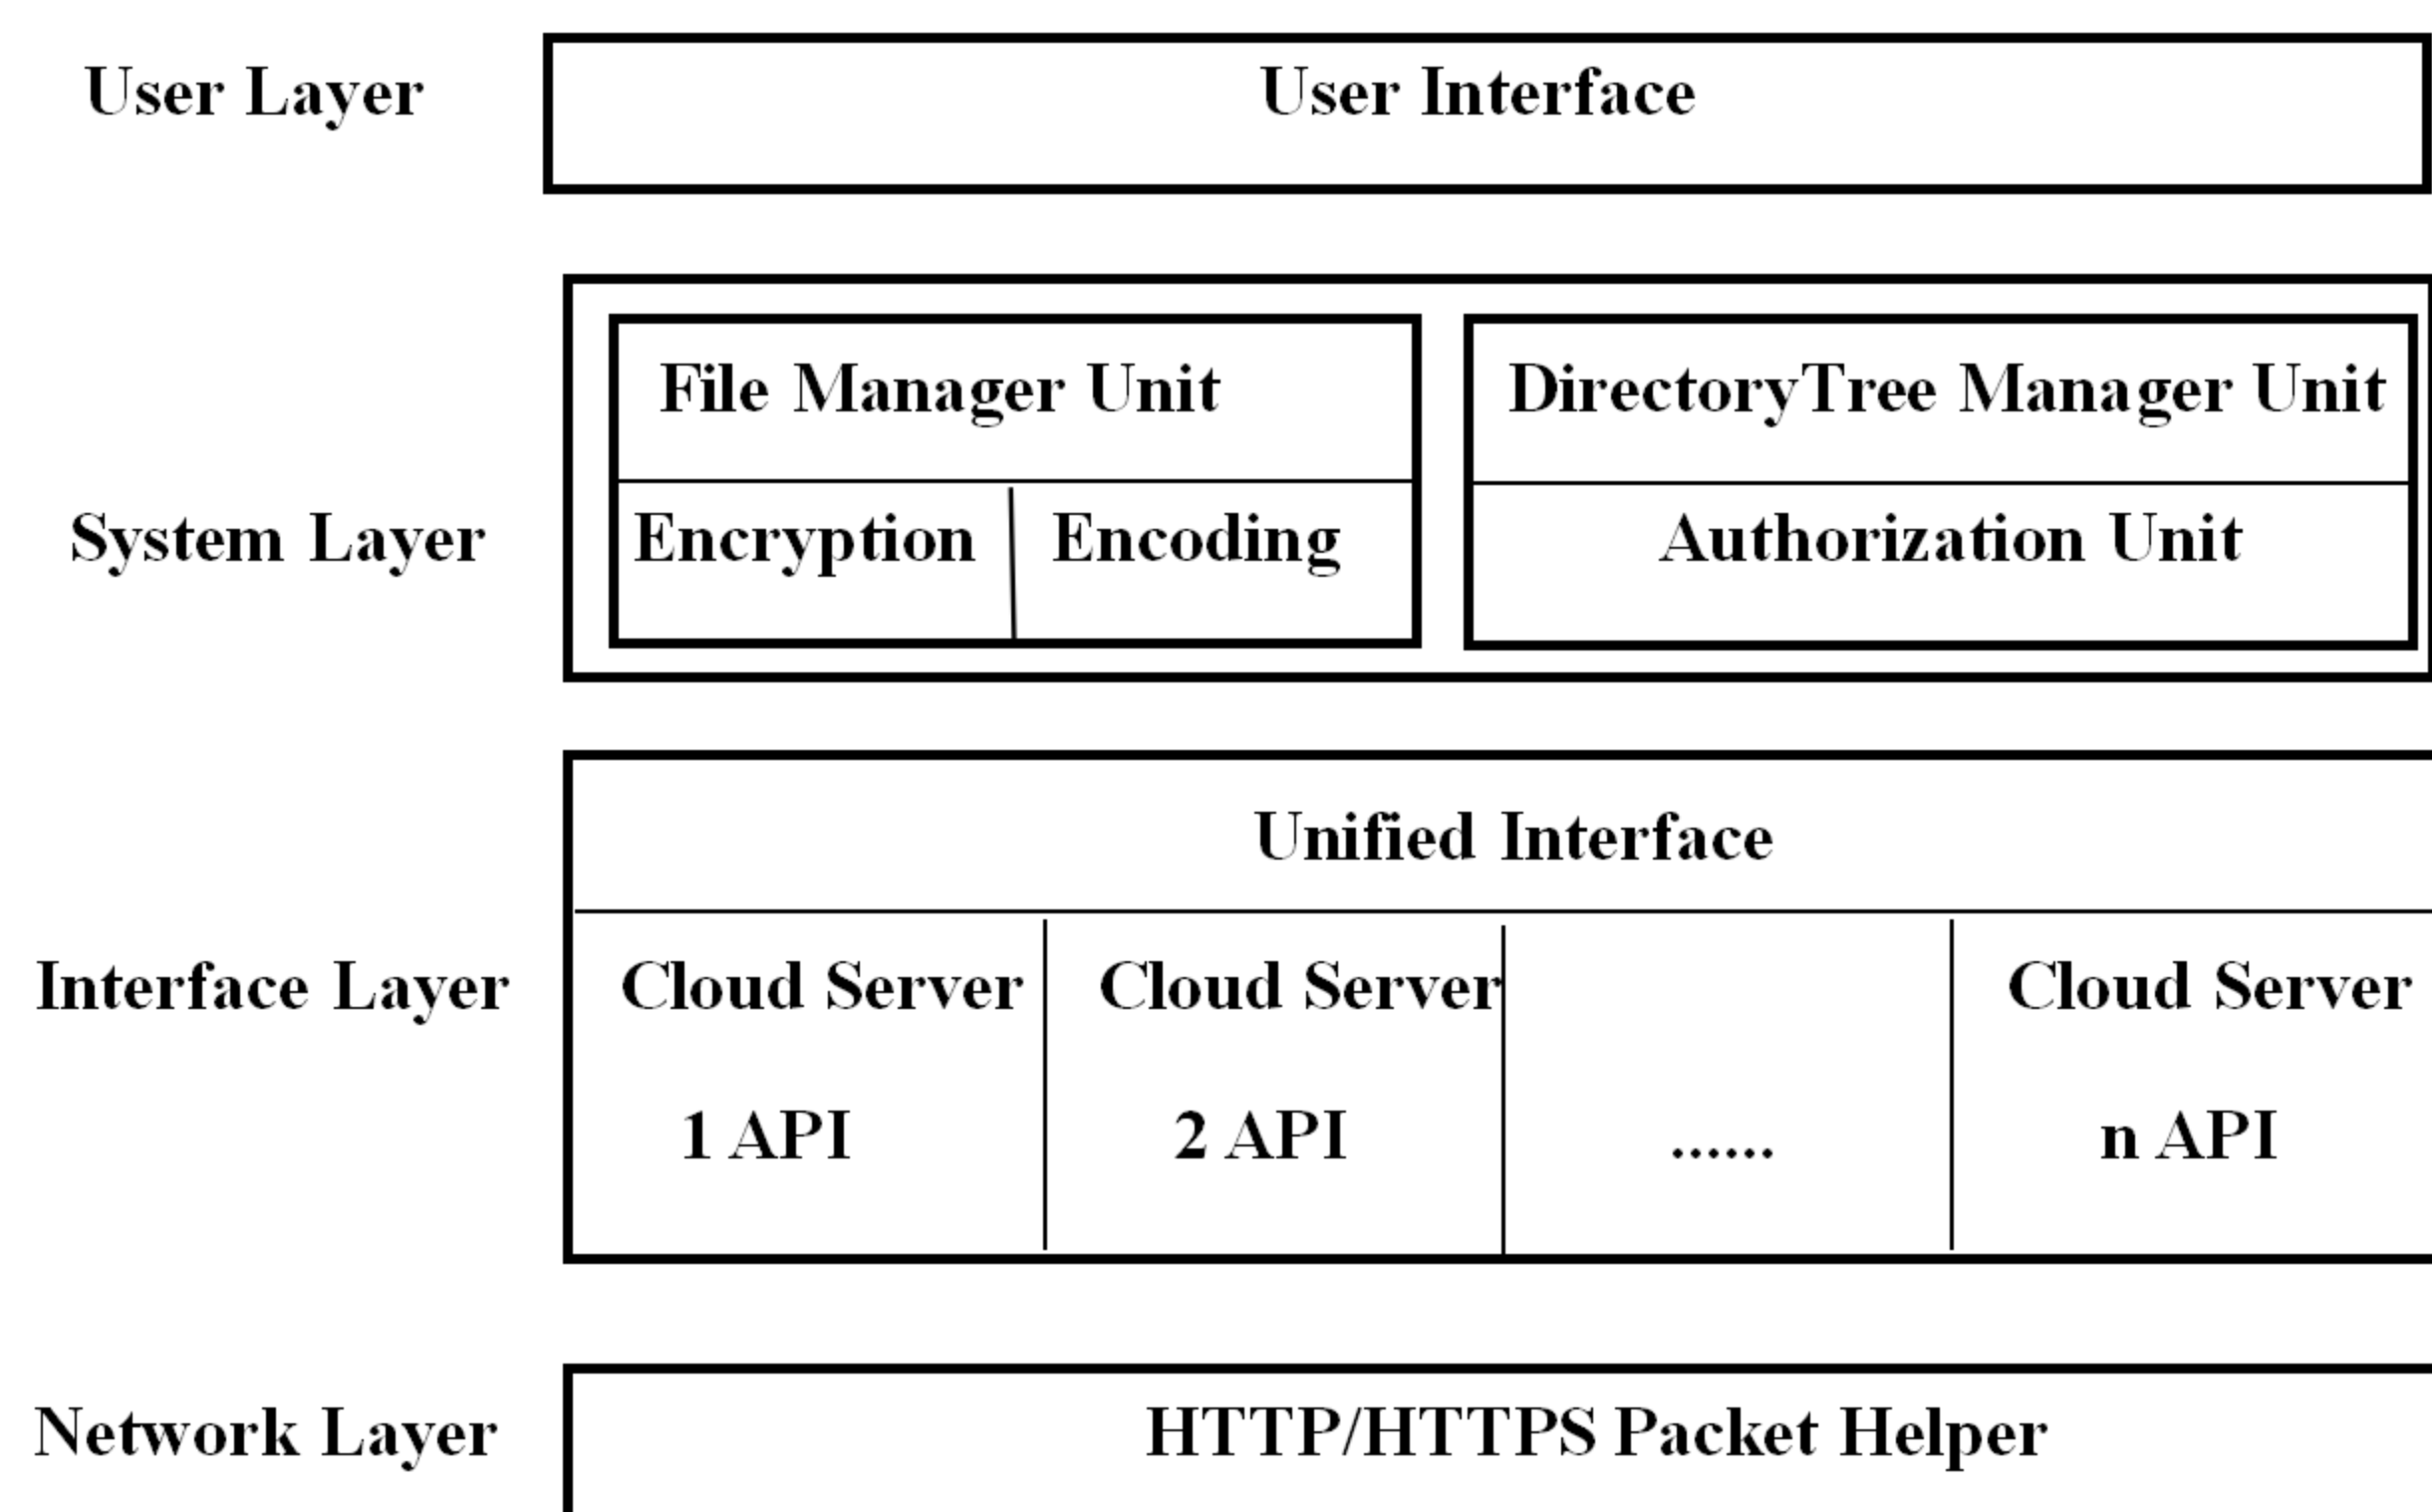 User Layer
User Interface
File Manager Unit
DirectoryTree Manager Unit
System Layer
Encryption
Encoding
Authorization Unit
Unified Interface
Interface Layer
Cloud Server
1 API
Cloud Server
2 API
......
Cloud Server
n API
Network Layer
HTTP/HTTPS Packet Helper